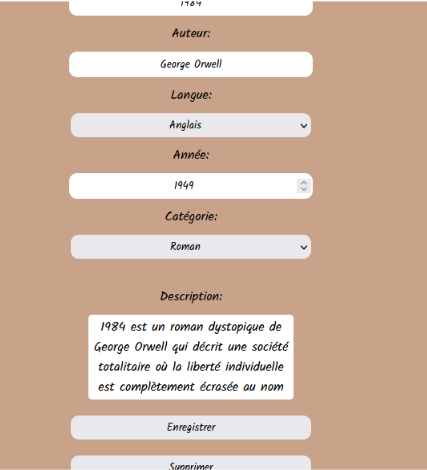 1984
Auteur:
George Orwell
Langue:
Anglais
Année:
1949
Catégorie:
Roman
Description:
1984 est un roman dystopique de
George Orwell qui décrit une société
totalitaire où la liberté individuelle
est complètement écrasée au nom
Enregistrer
Supprimer